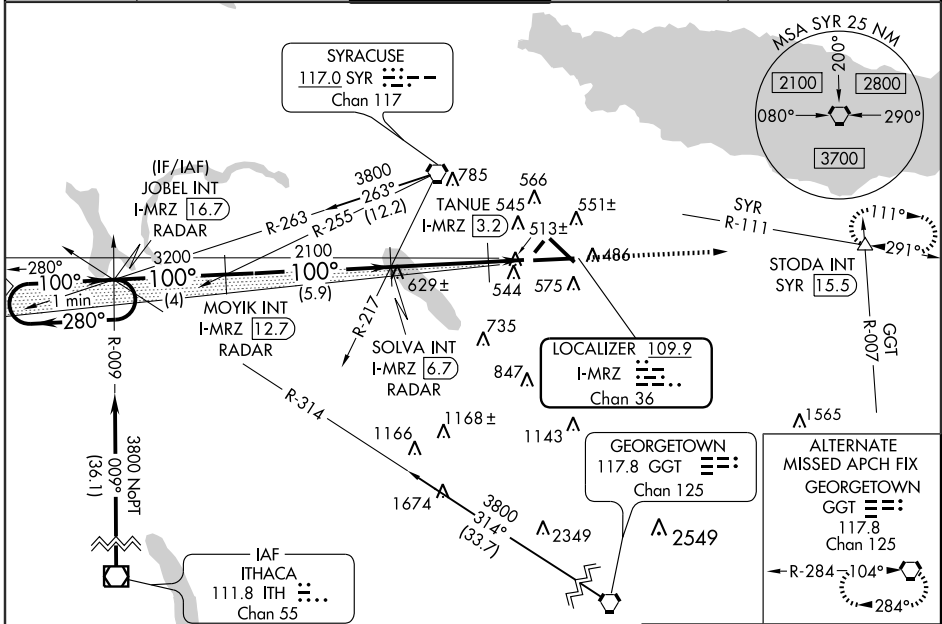 MSA SYR 25 NM
200°
2100
2800
080°
290°
3700
SYRACUSE
117.0 SYR
Chan 117
(IF/IAF)
JOBEL INT
I-MRZ 16.7
RADAR
3800
263°
(12.2)
R-263
R-255
785
566
TANUE
I-MRZ 3.2
545
551±
513±
486
544
575
SYR
R-111
111°
291°
STODA INT
SYR 15.5
GGT
R-007
280°
100°
1 min
280°
3200
100°
(4)
2100
100°
(5.9)
629±
R-217
MOYIK INT
I-MRZ 12.7
RADAR
SOLVA INT
I-MRZ 6.7
RADAR
735
847
LOCALIZER 109.9
I-MRZ
Chan 36
R-009
3800 NoPT
009°
(36.1)
R-314
1166
1168±
1143
1565
1674
3800
314°
(33.7)
2349
2549
GEORGETOWN
117.8 GGT
Chan 125
IAF
ITHACA
111.8 ITH
Chan 55
ALTERNATE
MISSED APCH FIX
GEORGETOWN
GGT
117.8
Chan 125
R-284
104°
284°